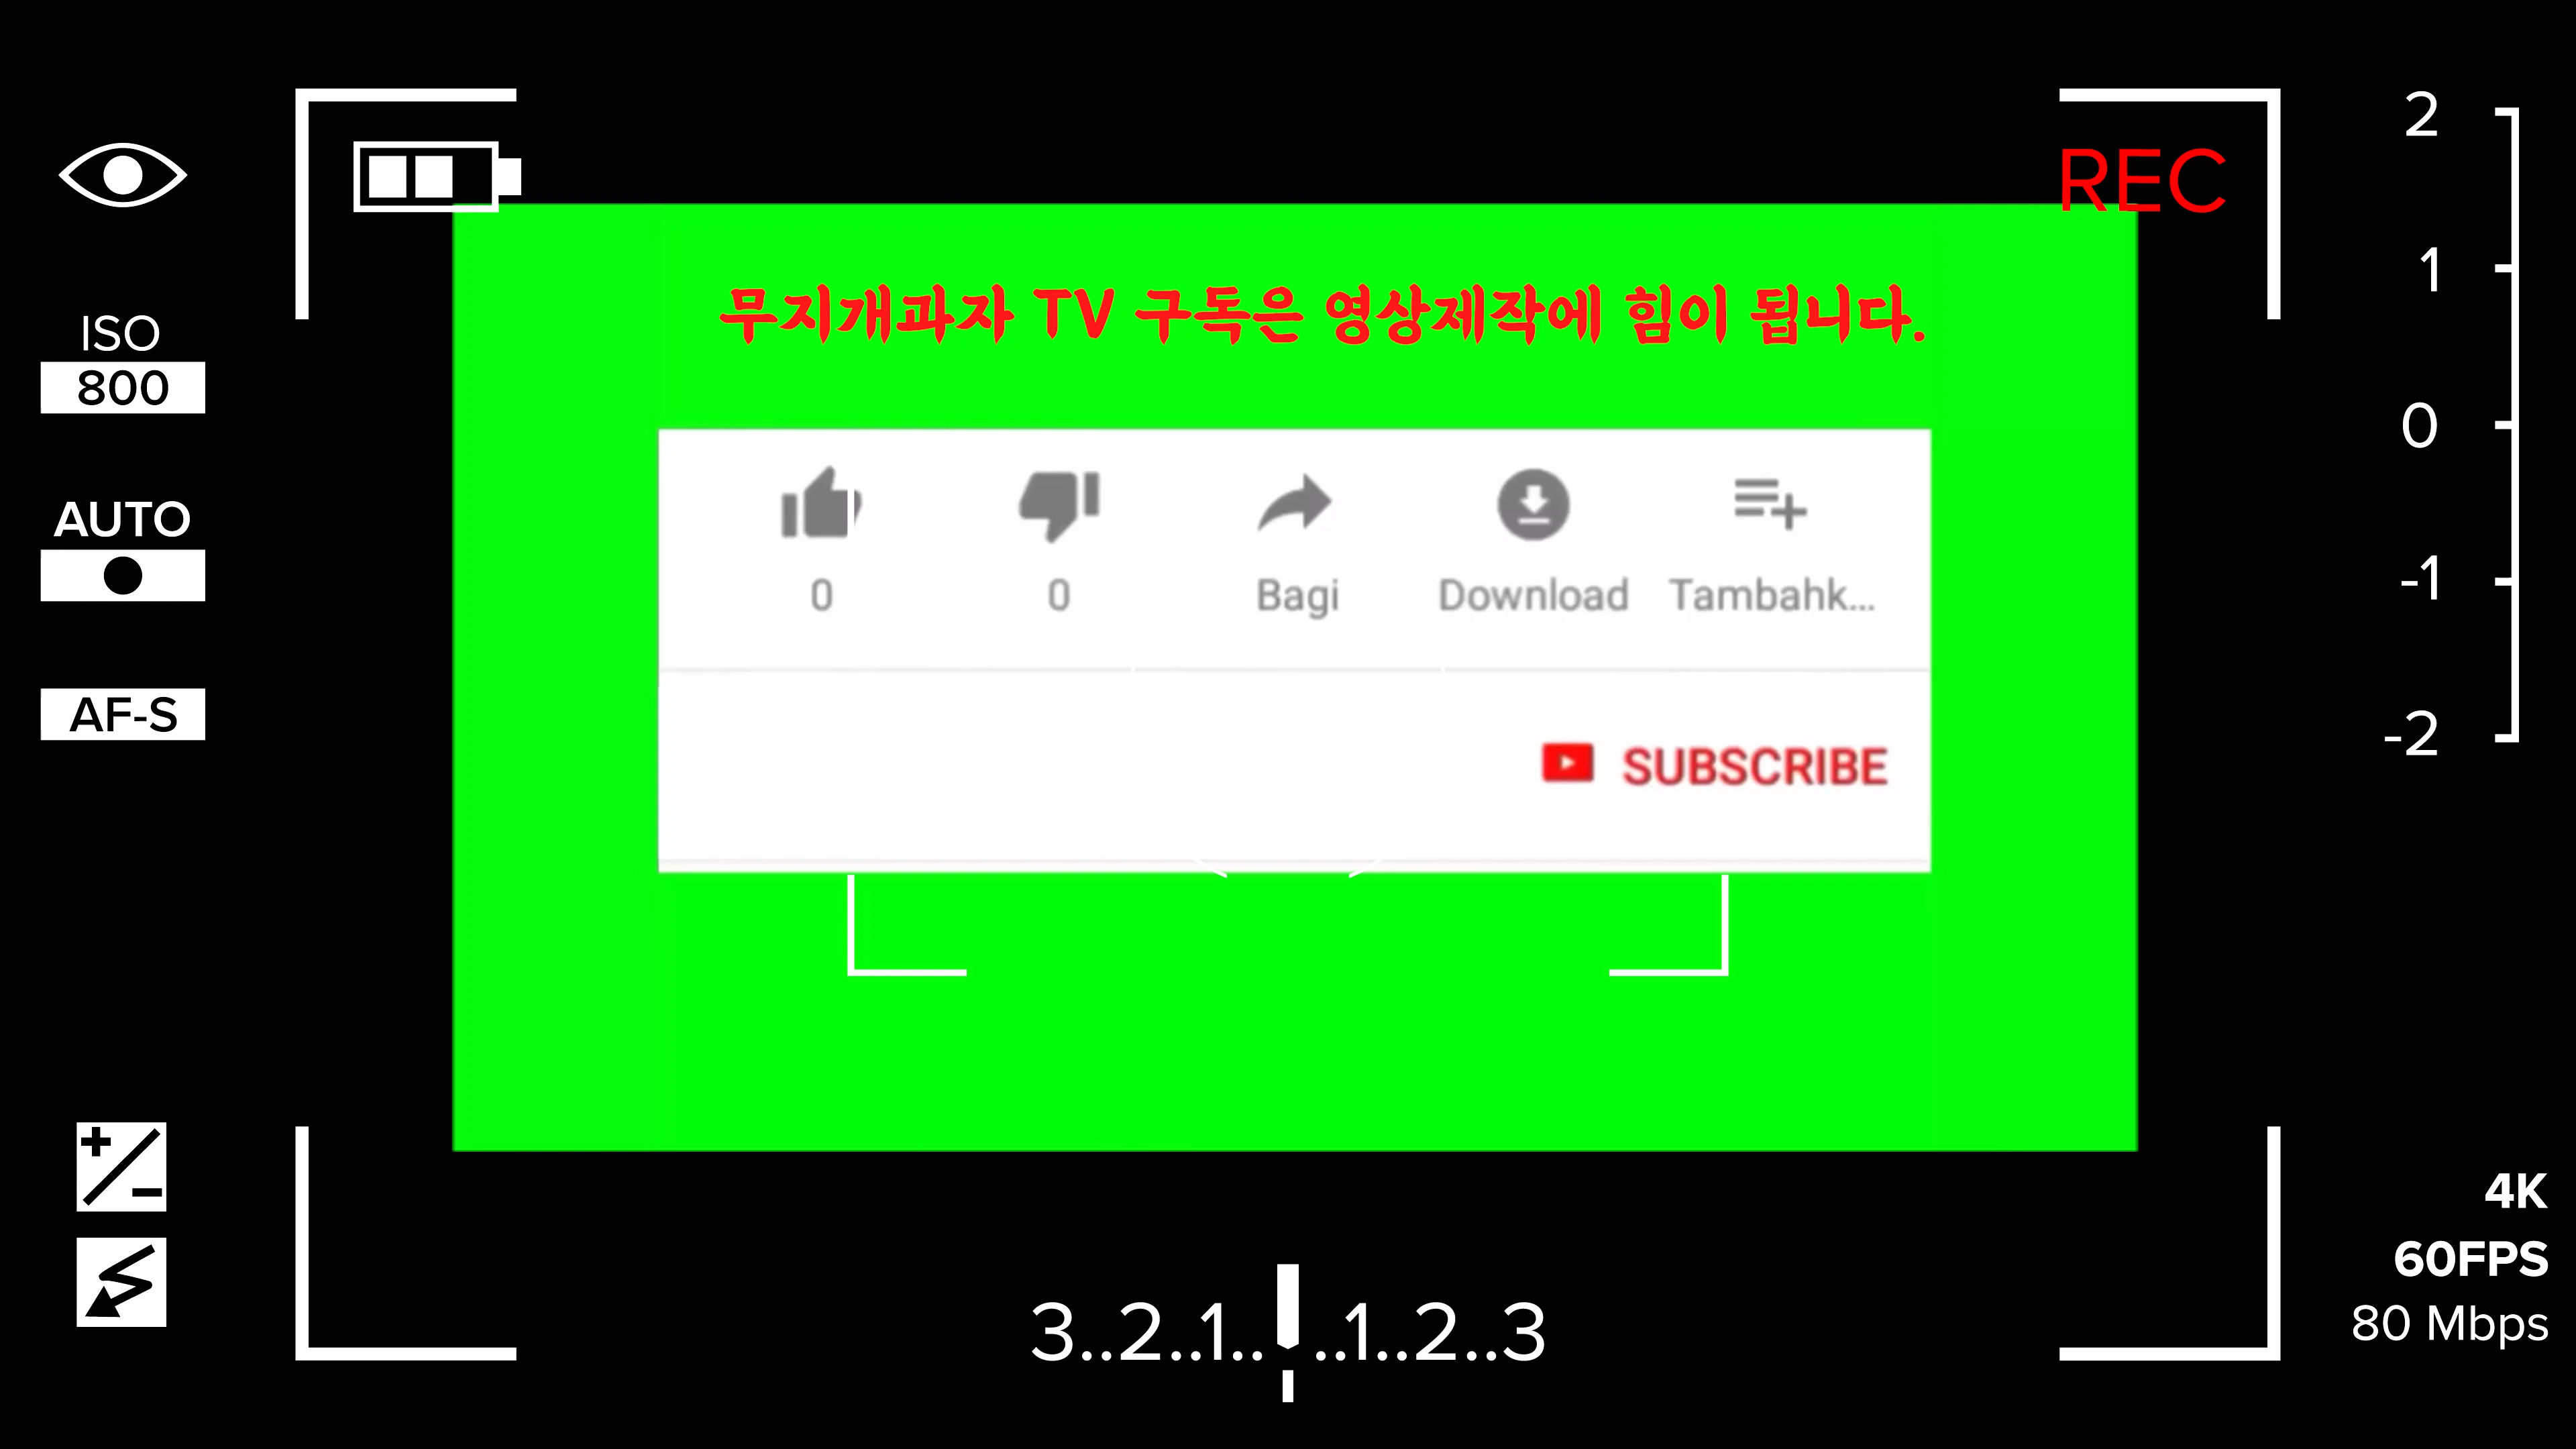 2
REC
1
무지개과자 TV 구독은 영상제작에 힘이 됩니다.
ISO
800
0
AUTO
0 0 Bagi Download Tambahk...
-1
AF-S
-2
SUBSCRIBE
4K
60FPS
80 Mbps
3..2..1.. ..1..2..3